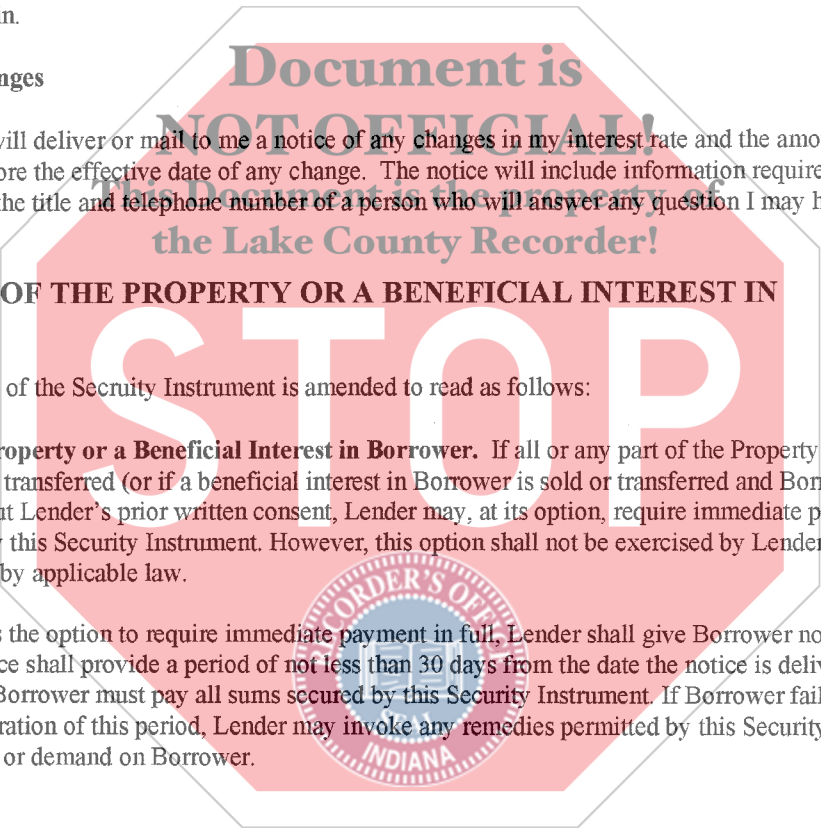 in.
Document is
nges
NOT OFFICIAL!
vill deliver or mail to me a notice of any changes in my interest rate and the amo
ore the effective date of any change. The notice will include information require
This Document is the property of
the title and telephone number of a person who will answer any question I may h
the Lake County Recorder!
OF THE PROPERTY OR A BENEFICIAL INTEREST IN
STOP
of the Secruity Instrument is amended to read as follows:
roperty or a Beneficial Interest in Borrower. If all or any part of the Property
transferred (or if a beneficial interest in Borrower is sold or transferred and Bor
ut Lender's prior written consent, Lender may, at its option, require immediate p
y this Security Instrument. However, this option shall not be exercised by Lender
by applicable law.
RECORDER'S OFFICE
s the option to require immediate payment in full, Lender shall give Borrower no
ce shall provide a period of not less than 30 days from the date the notice is deliv
Borrower must pay all sums secured by this Security Instrument. If Borrower fail
ration of this period, Lender may invoke any remedies permitted by this Security
INDIANA
or demand on Borrower.